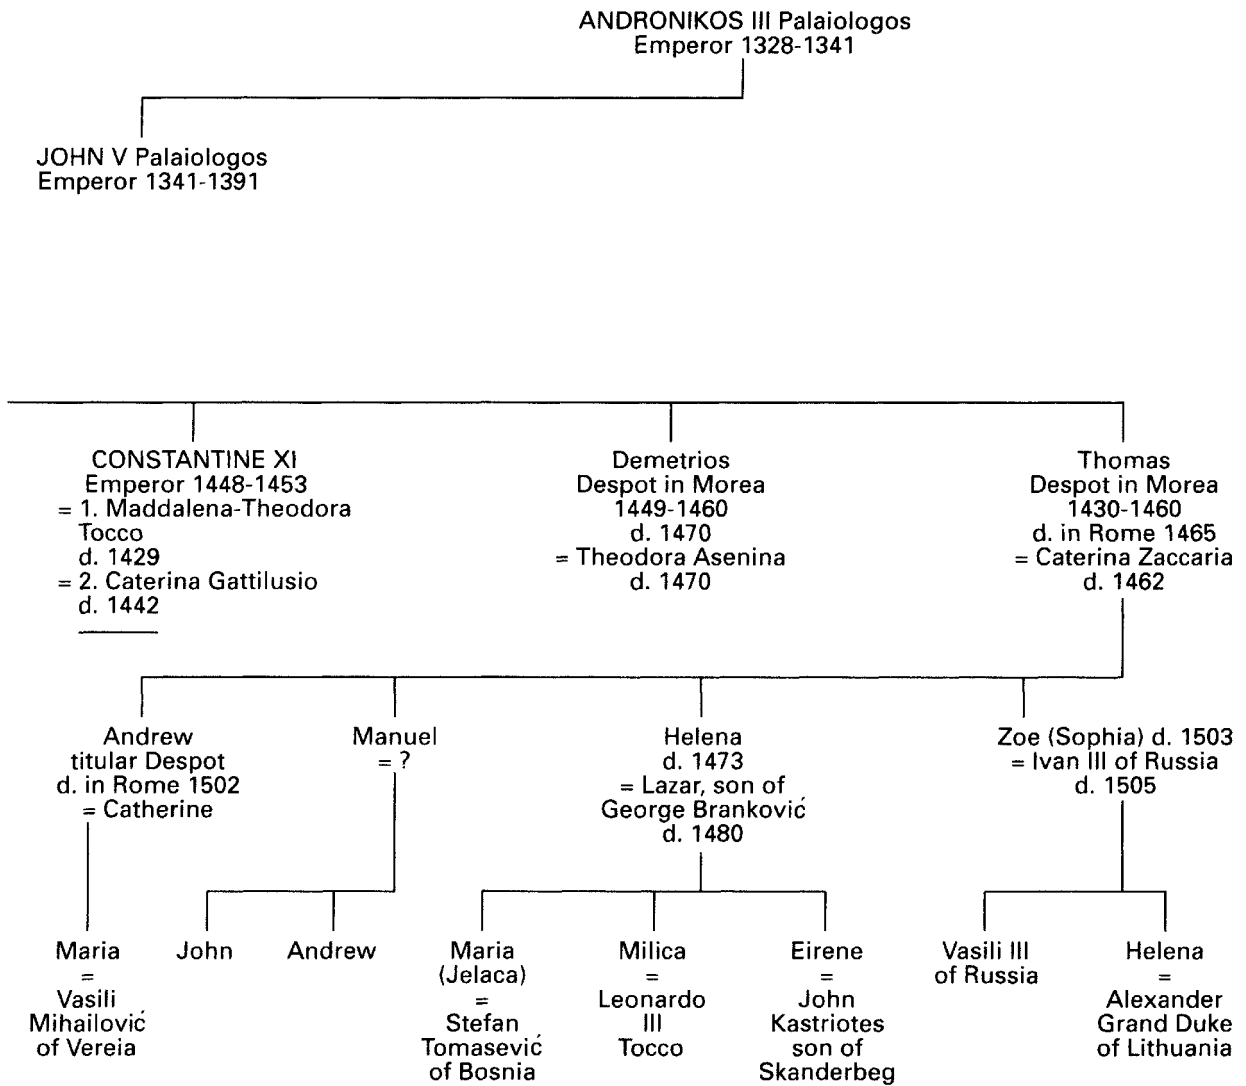 ANDRONIKOS III Palaiologos
Emperor 1328-1341
JOHN V Palaiologos
Emperor 1341-1391
CONSTANTINE XI
Emperor 1448-1453
= 1. Maddalena-Theodora
Tocco
d. 1429
= 2. Caterina Gattilusio
d. 1442
Demetrios
Despot in Morea
1449-1460
d. 1470
= Theodora Asenina
d. 1470
Thomas
Despot in Morea
1430-1460
d. in Rome 1465
= Caterina Zaccaria
d. 1462
Andrew
titular Despot
d. in Rome 1502
= Catherine
Manuel
= ?
Helena
d. 1473
= Lazar, son of
George Branković
d. 1480
Zoe (Sophia) d. 1503
= Ivan III of Russia
d. 1505
Maria
=
Vasili
Mihailović
of Vereia
John
Andrew
Maria
(Jelaca)
=
Stefan
Tomasević
of Bosnia
Milica
=
Leonardo
III
Tocco
Eirene
=
John
Kastriotes
son of
Skanderbeg
Vasili III
of Russia
Helena
=
Alexander
Grand Duke
of Lithuania